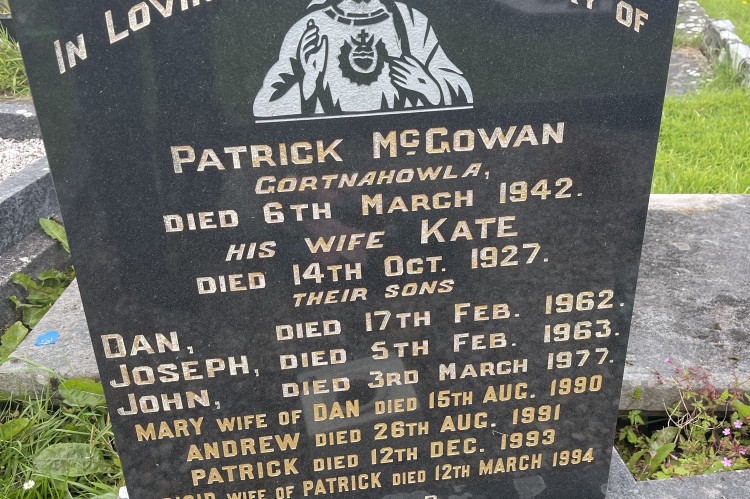 IN LOVING
OF
PATRICK McGOWAN
GORTNAHOWLA,
DIED 6TH MARCH 1942.
HIS WIFE KATE
DIED 14TH OCT. 1927.
THEIR SONS
DAN, DIED 17TH FEB. 1962.
JOSEPH, DIED 5TH FEB. 1963.
JOHN, DIED 3RD MARCH 1977.
MARY WIFE OF DAN DIED 15TH AUG. 1990
ANDREW DIED 26TH AUG. 1991
PATRICK DIED 12TH DEC. 1993
WIFE OF PATRICK DIED 12TH MARCH 1994